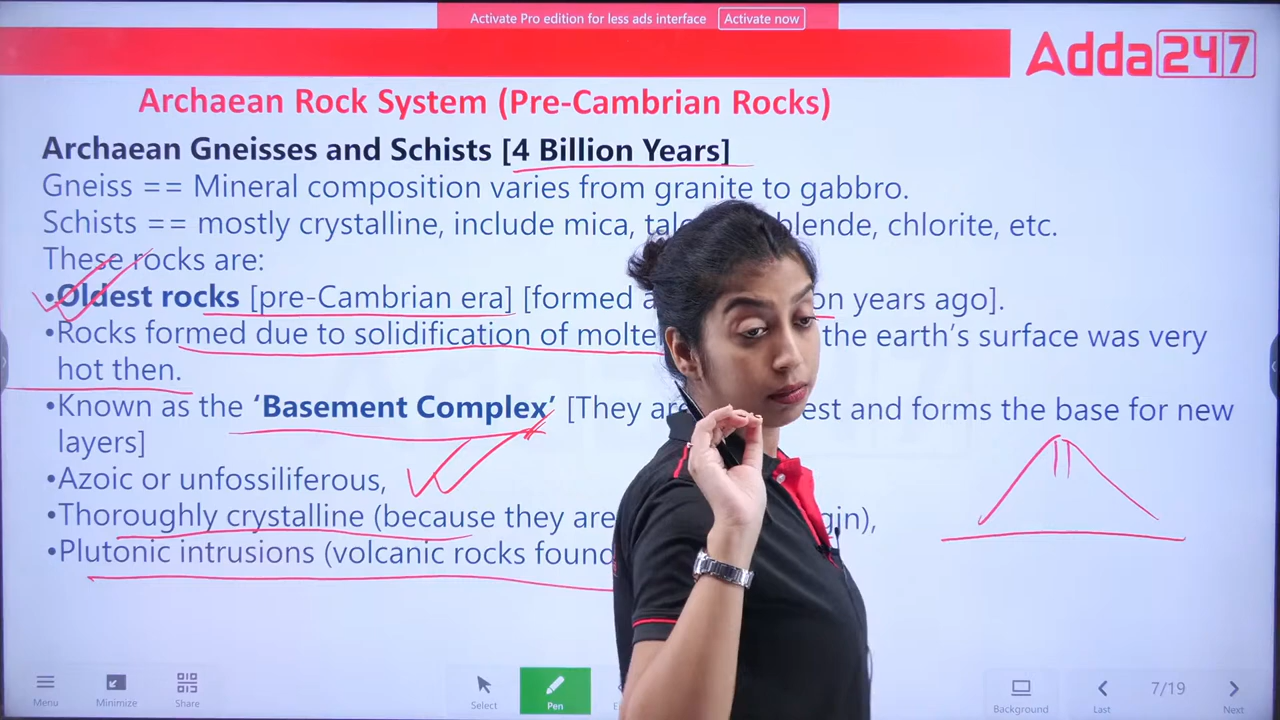 Activate Pro edition for less ads interface Activate now
Adda247
Archaean Rock System (Pre-Cambrian Rocks)
Archaean Gneisses and Schists [4 Billion Years]
Gneiss == Mineral composition varies from granite to gabbro.
Schists == mostly crystalline, include mica, chlorite, etc.
These rocks are:
•Oldest rocks [pre-Cambrian era] [formed years ago].
•Rocks formed due to solidification of the earth’s surface was very
hot then.
•Known as the ‘Basement Complex’ [They and forms the base for new
layers]
•Azoic or unfossiliferous,
•Thoroughly crystalline (because they are
•Plutonic intrusions (volcanic rocks found
Menu
Minimize
Share
Select
Pen
Background
Last
7/19
Next